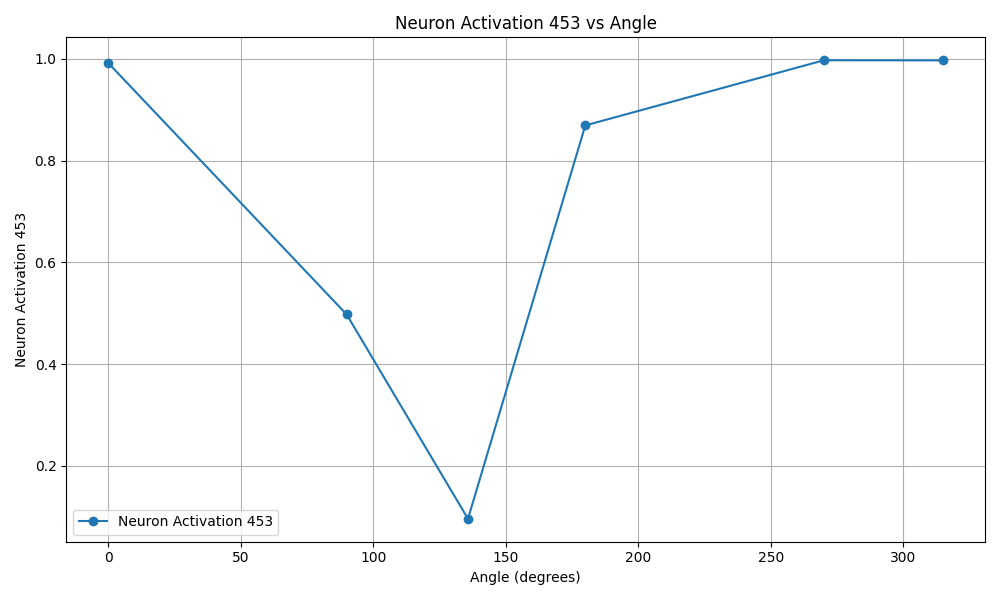 Neuron Activation 453 vs Angle
1.0
0.8
0.6
0.4
0.2
Neuron Activation 453
Neuron Activation 453
0 50 100 150 200 250 300
Angle (degrees)